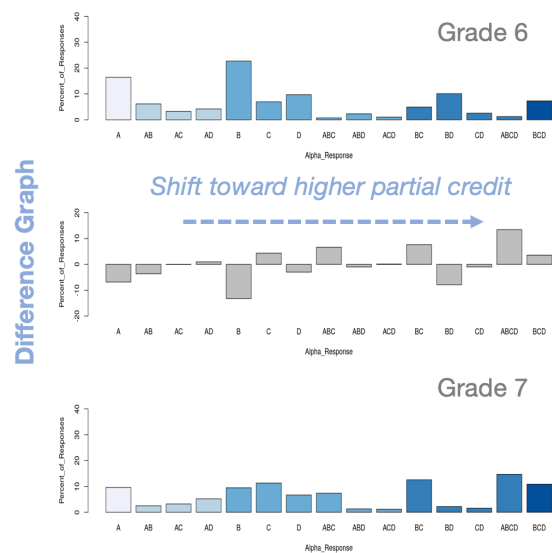 Grade 6
Percent_of_Responses
40
30
20
10
0
A AB AC AD B C D ABC ABD ACD BC BD CD ABCD BCD
Alpha_Response
Difference Graph
Shift toward higher partial credit
Percent_of_Responses
20
10
0
-10
-20
A AB AC AD B C D ABC ABD ACD BC BD CD ABCD BCD
Alpha_Response
Grade 7
Percent_of_Responses
40
30
20
10
0
A AB AC AD B C D ABC ABD ACD BC BD CD ABCD BCD
Alpha_Response